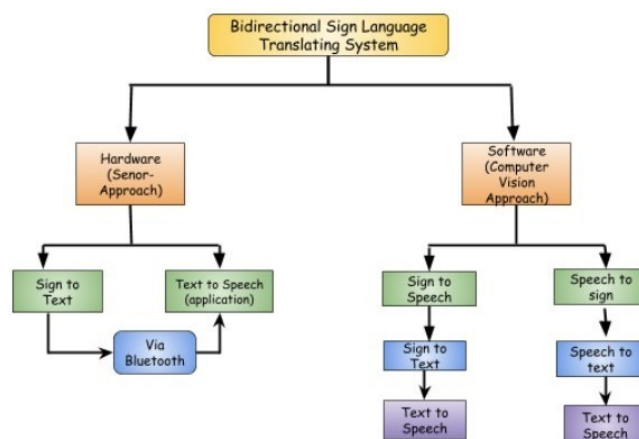 Bidirectional Sign Language
Translating System
Hardware
(Senor-
Approach)
Software
(Computer
Vision
Approach)
Sign to
Text
Text to Speech
(application)
Via
Bluetooth
Sign to
Speech
Speech to
sign
Sign to
Text
Speech to
text
Text to
Speech
Text to
Speech